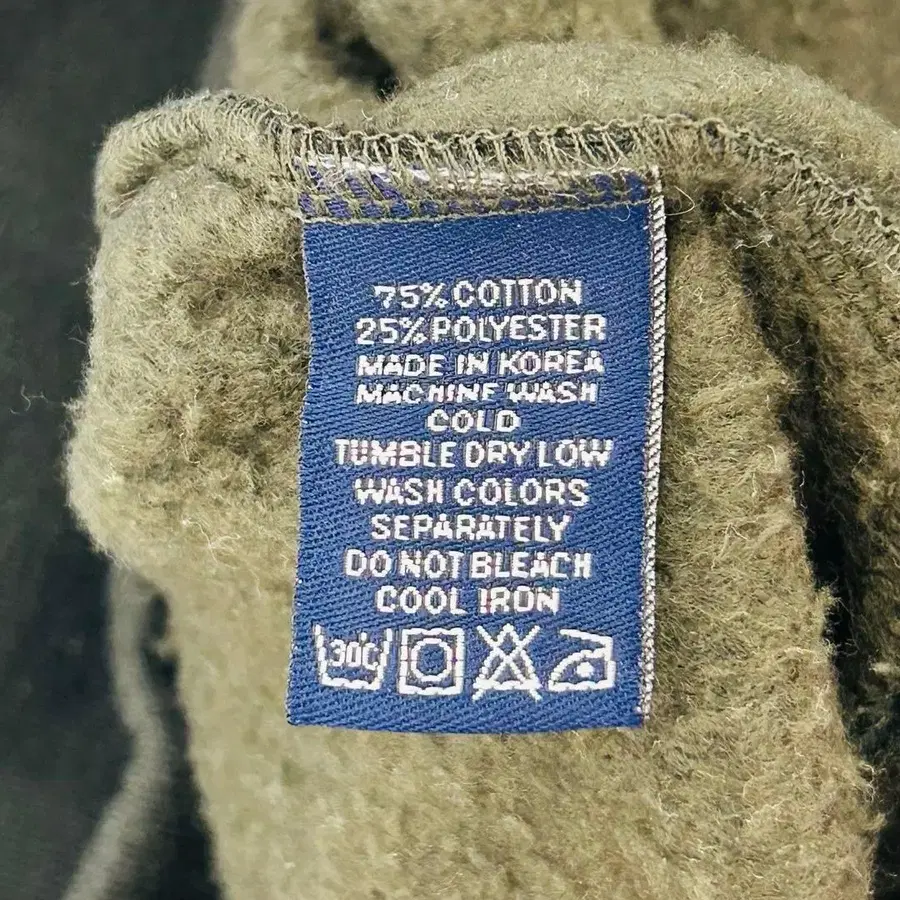 75% COTTON
25% POLYESTER
MADE IN KOREA
MACHINE WASH
COLD
TUMBLE DRY LOW
WASH COLORS
SEPARATELY
DO NOT BLEACH
COOL IRON
30C